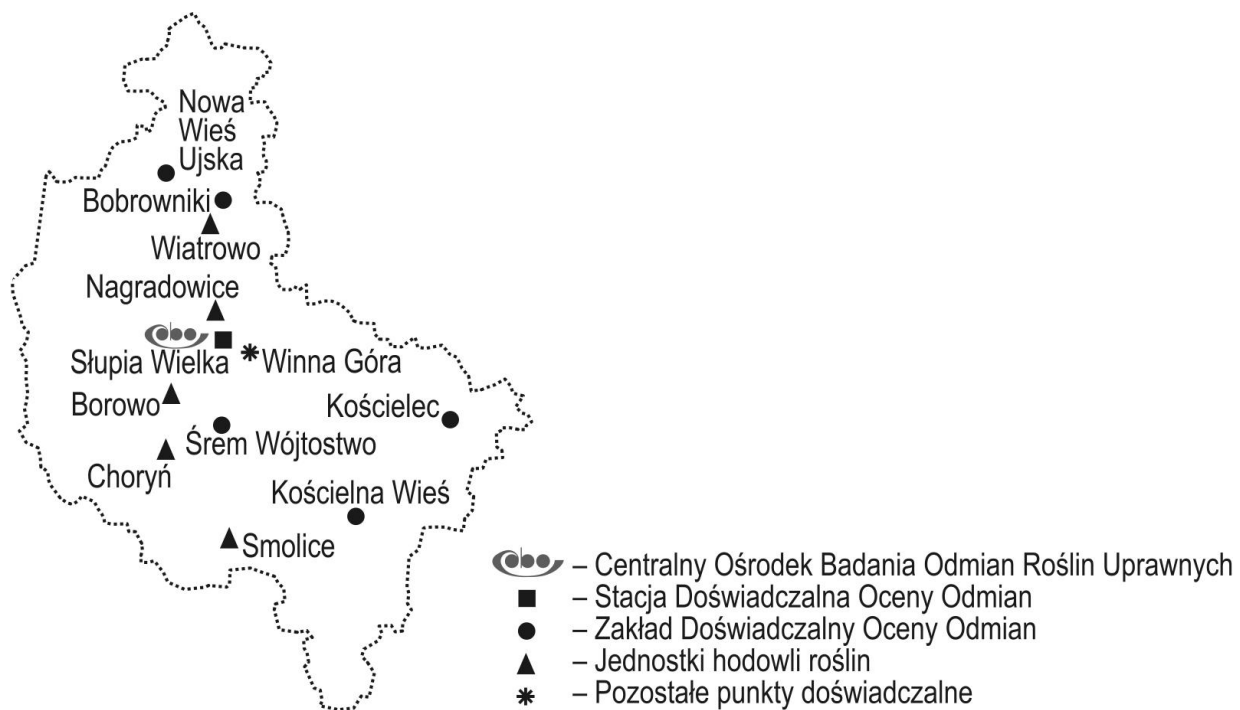 Nowa
Wieś
Ujska
Bobrowniki
Wiatrowo
Nagradowice
Słupia Wielka
Winna Góra
Borowo
Kościelec
Śrem Wójtostwo
Choryń
Kościelna Wieś
Smolice
– Centralny Ośrodek Badania Odmian Roślin Uprawnych
– Stacja Doświadczalna Oceny Odmian
– Zakład Doświadczalny Oceny Odmian
– Jednostki hodowli roślin
– Pozostałe punkty doświadczalne